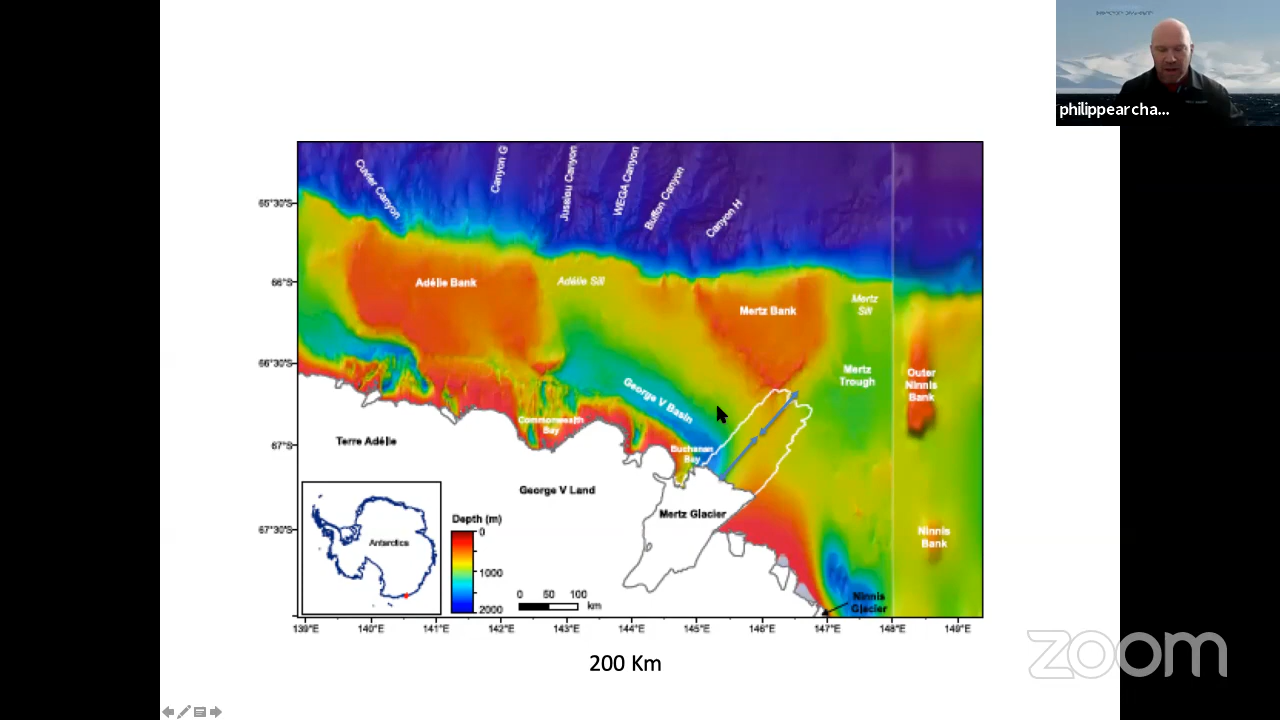 philippearcha...
Cuvier Canyon
Canyon G
Jussieu Canyon
WEGA Canyon
Buffon Canyon
Canyon H
65°30'S
66°S
66°30'S
67°S
67°30'S
Adélie Bank
Adélie Sill
Mertz Bank
Mertz
Sill
Mertz
Trough
Outer
Ninnis
Bank
George V Basin
Commonwealth
Bay
Buchanan
Bay
Terre Adélie
George V Land
Mertz Glacier
Ninnis
Bank
Ninnis
Glacier
Antarctica
Depth (m)
0
1000
2000
0 50 100
km
139°E 140°E 141°E 142°E 143°E 144°E 145°E 146°E 147°E 148°E 149°E
200 Km
zoom